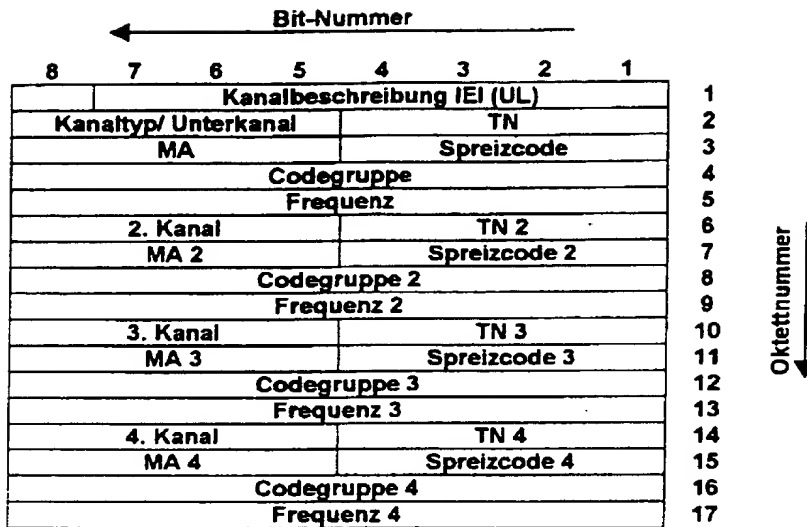 Bit-Nummer
8 7 6 5 4 3 2 1
Kanalbeschreibung IEI (UL) 1
Kanaltyp/ Unterkanal TN 2
MA Spreizcode 3
Codegruppe 4
Frequenz 5
2. Kanal TN 2 6
MA 2 Spreizcode 2 7
Codegruppe 2 8
Frequenz 2 9
3. Kanal TN 3 10
MA 3 Spreizcode 3 11
Codegruppe 3 12
Frequenz 3 13
4. Kanal TN 4 14
MA 4 Spreizcode 4 15
Codegruppe 4 16
Frequenz 4 17
Oktettnummer